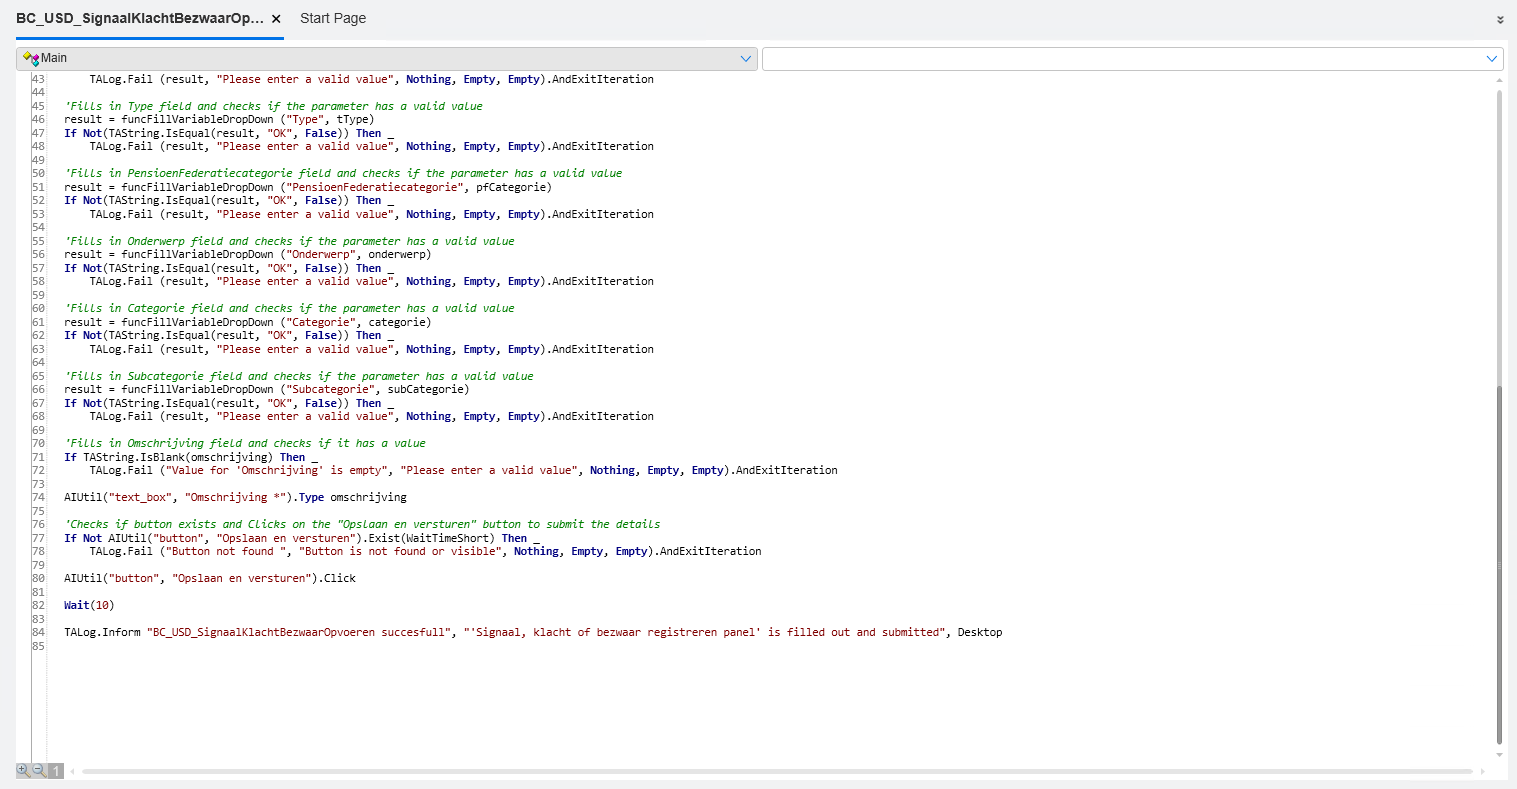 BC_USD_SignaalKlachtBezwaarOp... × Start Page
Main
43 TALog.Fail (result, "Please enter a valid value", Nothing, Empty, Empty).AndExitIteration
44
45 'Fills in Type field and checks if the parameter has a valid value
46 result = funcFillVariableDropDown ("Type", tType)
47 If Not(TAString.IsEqual(result, "OK", False)) Then _
48 TALog.Fail (result, "Please enter a valid value", Nothing, Empty, Empty).AndExitIteration
49
50 'Fills in PensioenFederatiecategorie field and checks if the parameter has a valid value
51 result = funcFillVariableDropDown ("PensioenFederatiecategorie", pfCategorie)
52 If Not(TAString.IsEqual(result, "OK", False)) Then _
53 TALog.Fail (result, "Please enter a valid value", Nothing, Empty, Empty).AndExitIteration
54
55 'Fills in Onderwerp field and checks if the parameter has a valid value
56 result = funcFillVariableDropDown ("Onderwerp", onderwerp)
57 If Not(TAString.IsEqual(result, "OK", False)) Then _
58 TALog.Fail (result, "Please enter a valid value", Nothing, Empty, Empty).AndExitIteration
59
60 'Fills in Categorie field and checks if the parameter has a valid value
61 result = funcFillVariableDropDown ("Categorie", categorie)
62 If Not(TAString.IsEqual(result, "OK", False)) Then _
63 TALog.Fail (result, "Please enter a valid value", Nothing, Empty, Empty).AndExitIteration
64
65 'Fills in Subcategorie field and checks if the parameter has a valid value
66 result = funcFillVariableDropDown ("Subcategorie", subCategorie)
67 If Not(TAString.IsEqual(result, "OK", False)) Then _
68 TALog.Fail (result, "Please enter a valid value", Nothing, Empty, Empty).AndExitIteration
69
70 'Fills in Omschrijving field and checks if it has a value
71 If TAString.IsBlank(omschrijving) Then _
72 TALog.Fail ("Value for 'Omschrijving' is empty", "Please enter a valid value", Nothing, Empty, Empty).AndExitIteration
73
74 AIUtil("text_box", "Omschrijving *").Type omschrijving
75
76 'Checks if button exists and Clicks on the "Opslaan en versturen" button to submit the details
77 If Not AIUtil("button", "Opslaan en versturen").Exist(WaitTimeShort) Then _
78 TALog.Fail ("Button not found ", "Button is not found or visible", Nothing, Empty, Empty).AndExitIteration
79
80 AIUtil("button", "Opslaan en versturen").Click
81
82 Wait(10)
83
84 TALog.Inform "BC_USD_SignaalKlachtBezwaarOpvoeren succesfull", "'Signaal, klacht of bezwaar registreren panel' is filled out and submitted", Desktop
85
1